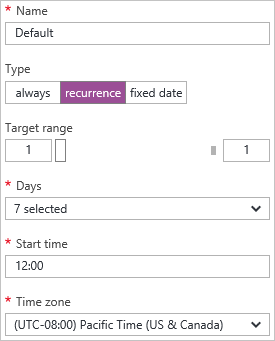 * Name
Default
Type
always recurrence fixed date
Target range
1 1
* Days
7 selected
* Start time
12:00
* Time zone
(UTC-08:00) Pacific Time (US & Canada)